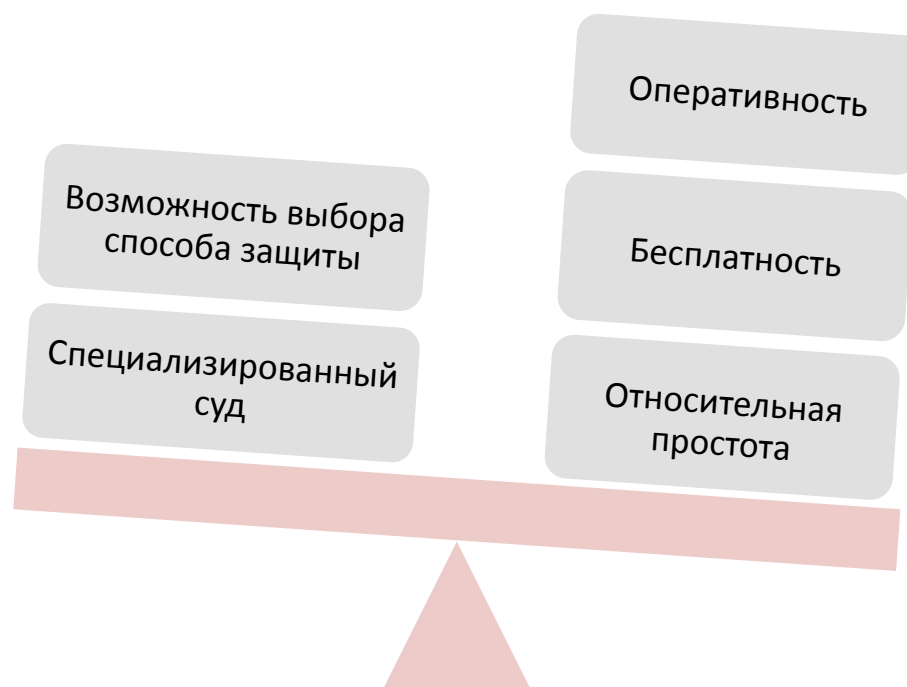 Возможность выбора
способа защиты
Специализированный
суд
Оперативность
Бесплатность
Относительная
простота